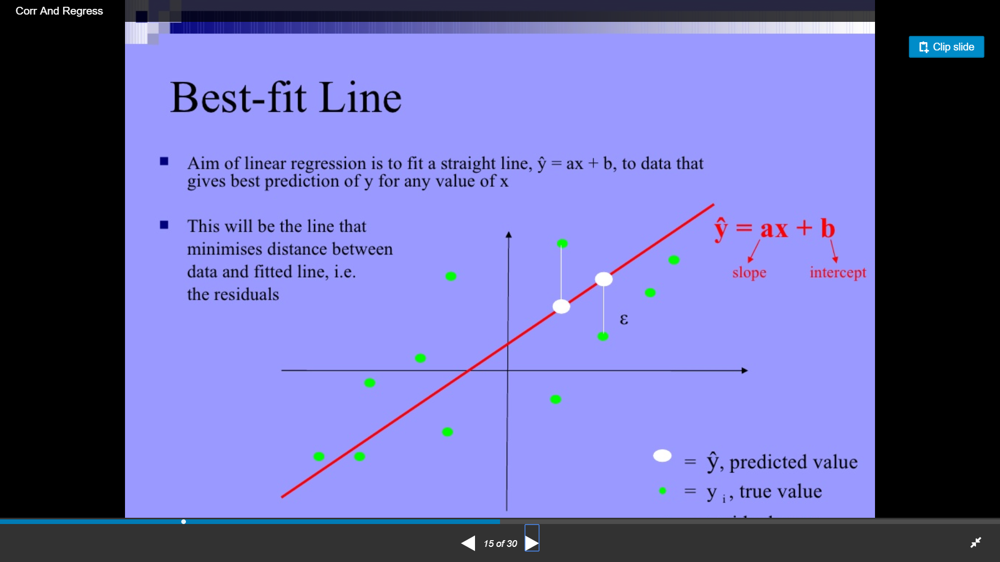 Corr And Regress
Clip slide
Best-fit Line
Aim of linear regression is to fit a straight line, ŷ = ax + b, to data that
gives best prediction of y for any value of x
This will be the line that
minimises distance between
data and fitted line, i.e.
the residuals
ŷ = ax + b
slope
intercept
ε
= ŷ, predicted value
= y i , true value
15 of 30